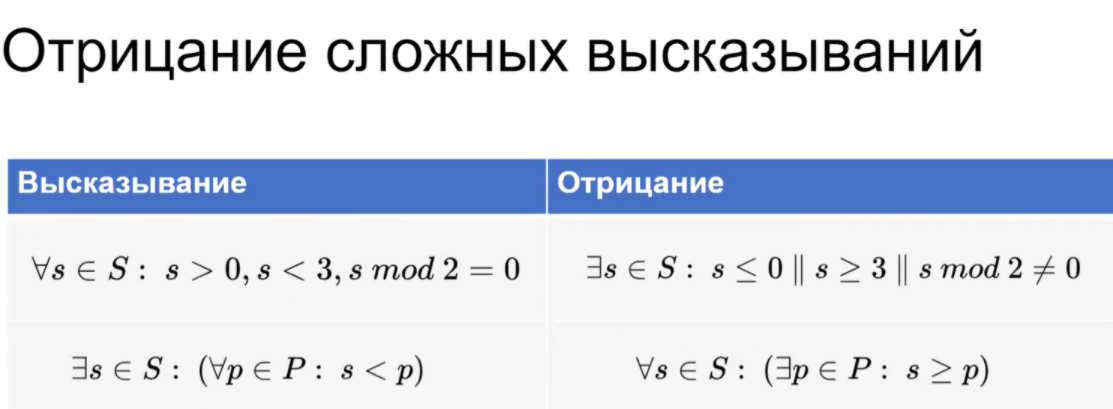 Отрицание сложных высказываний
Высказывание Отрицание
∀s ∈ S : s > 0, s < 3, s mod 2 = 0 ∃s ∈ S : s ≤ 0 ∥ s ≥ 3 ∥ s mod 2 ≠ 0
∃s ∈ S : (∀p ∈ P : s < p) ∀s ∈ S : (∃p ∈ P : s ≥ p)